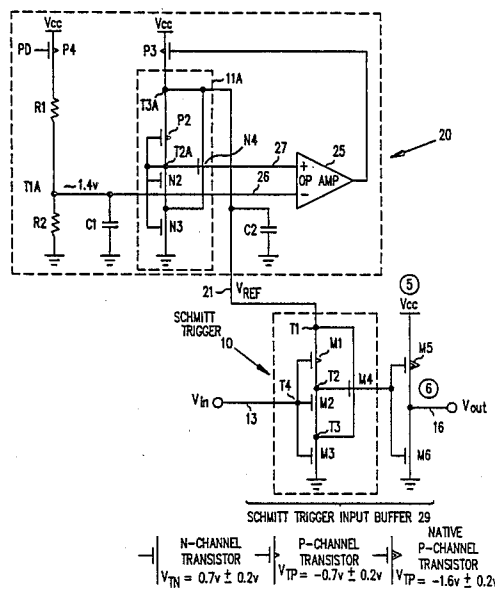 Vcc
Vcc
PD
P4
P3
11A
T3A
R1
P2
T2A
N4
20
25
27
+
OP AMP
N2
T1A
~1.4v
26
−
R2
C1
N3
C2
21
VREF
5
Vcc
SCHMITT
TRIGGER
10
T1
M1
M5
T4
T2
M4
6
Vin
13
M2
16
Vout
T3
M3
M6
SCHMITT TRIGGER INPUT BUFFER 29
N-CHANNEL
TRANSISTOR
VTN = 0.7v ± 0.2v
P-CHANNEL
TRANSISTOR
VTP = -0.7v ± 0.2v
NATIVE
P-CHANNEL
TRANSISTOR
VTP = -1.6v ± 0.2v